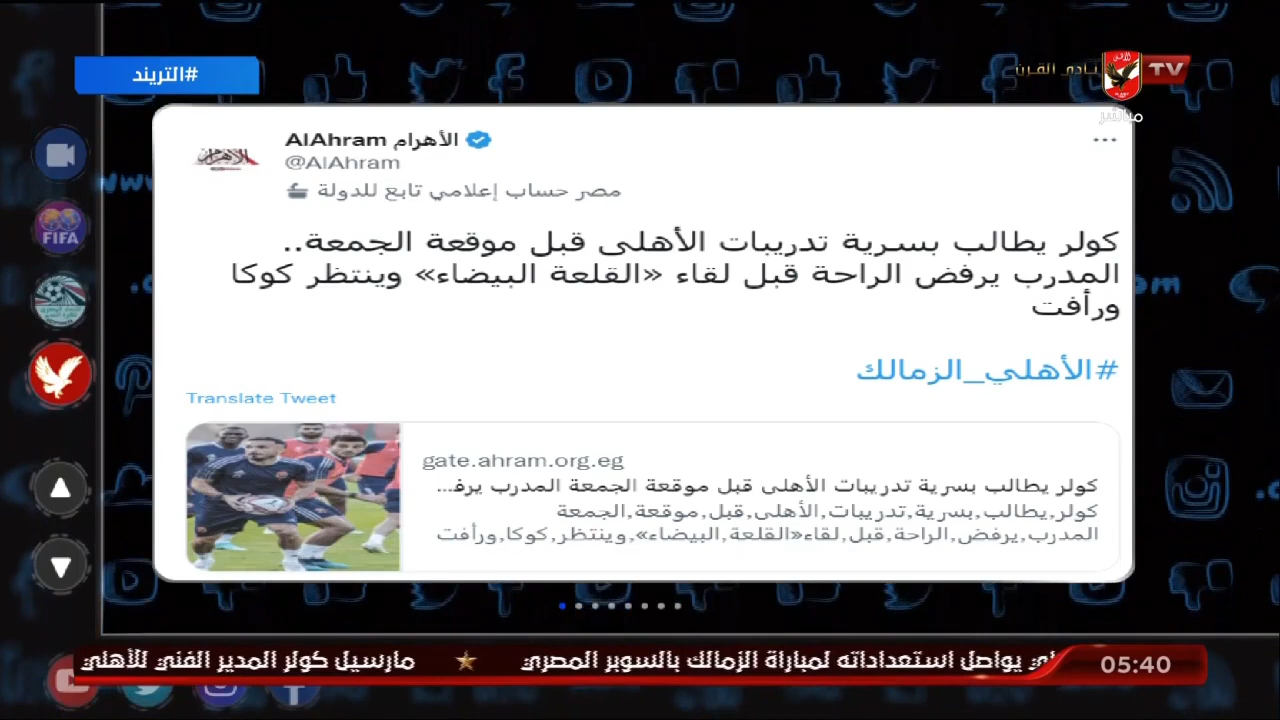 #التريند
نادي القرن
TV
مباشر
AlAhram الأهرام
@AlAhram
مصر حساب إعلامي تابع للدولة
كولر يطالب بسرية تدريبات الأهلى قبل موقعة الجمعة..
المدرب يرفض الراحة قبل لقاء «القلعة البيضاء» وينتظر كوكا
ورأفت
#الأهلي_الزمالك
Translate Tweet
gate.ahram.org.eg
كولر يطالب بسرية تدريبات الأهلى قبل موقعة الجمعة المدرب يرف...
كولر,يطالب,بسرية,تدريبات,الأهلى,قبل,موقعة,الجمعة
المدرب,يرفض,الراحة,قبل,لقاء«القلعة,البيضاء»,وينتظر,كوكا,ورأفت
FIFA
يواصل استعداداته لمباراة الزمالك بالسوبر المصري ★ مارسيل كولر المدير الفني للأهلي
05:40